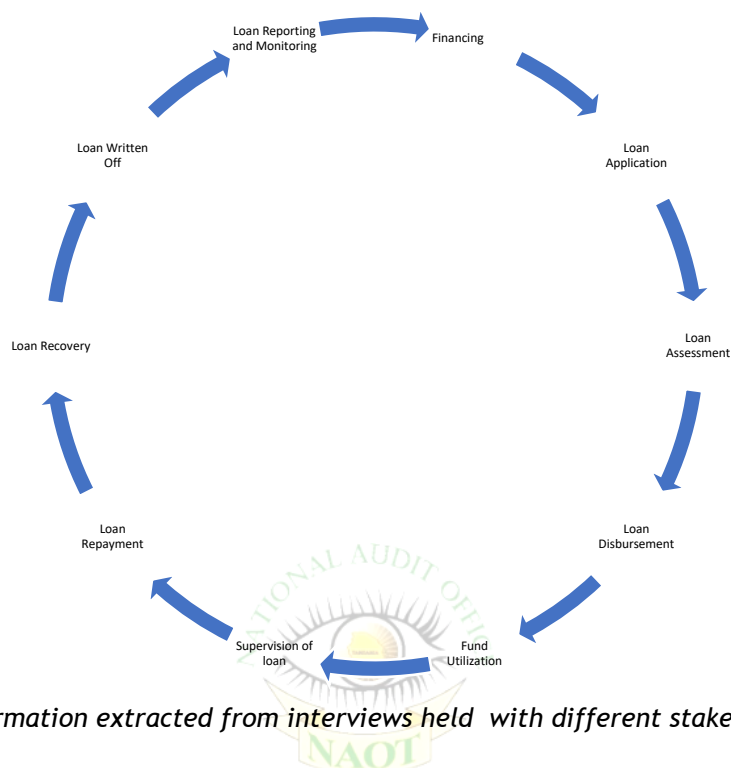 Loan Reporting
and Monitoring
Financing
Loan
Application
Loan
Assessment
Loan
Disbursement
Fund
Utilization
Supervision of
loan
Loan
Repayment
Loan Recovery
Loan Written
Off
NATIONAL AUDIT OFFICE
rmation extracted from interviews held with different stake
NAOT